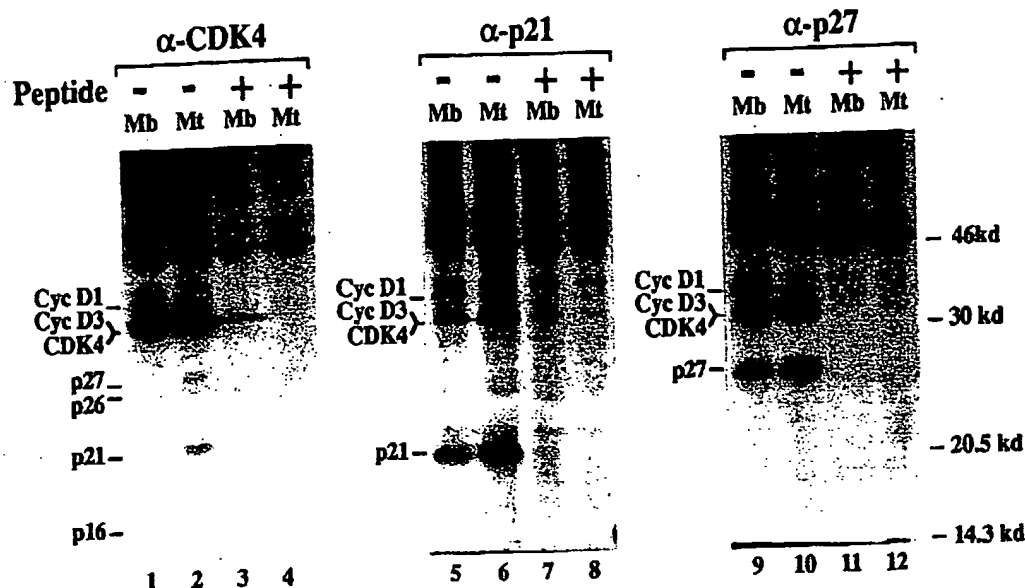 α-CDK4
α-p21
α-p27
Peptide - - + +
- - + +
- - + +
Mb Mt Mb Mt
Mb Mt Mb Mt
Mb Mt Mb Mt
Cyc D1
Cyc D3
CDK4
p27
p26
p21
p16
1 2 3 4
Cyc D1
Cyc D3
CDK4
p21
5 6 7 8
Cyc D1
Cyc D3
CDK4
p27
9 10 11 12
46kd
30 kd
20.5 kd
14.3 kd